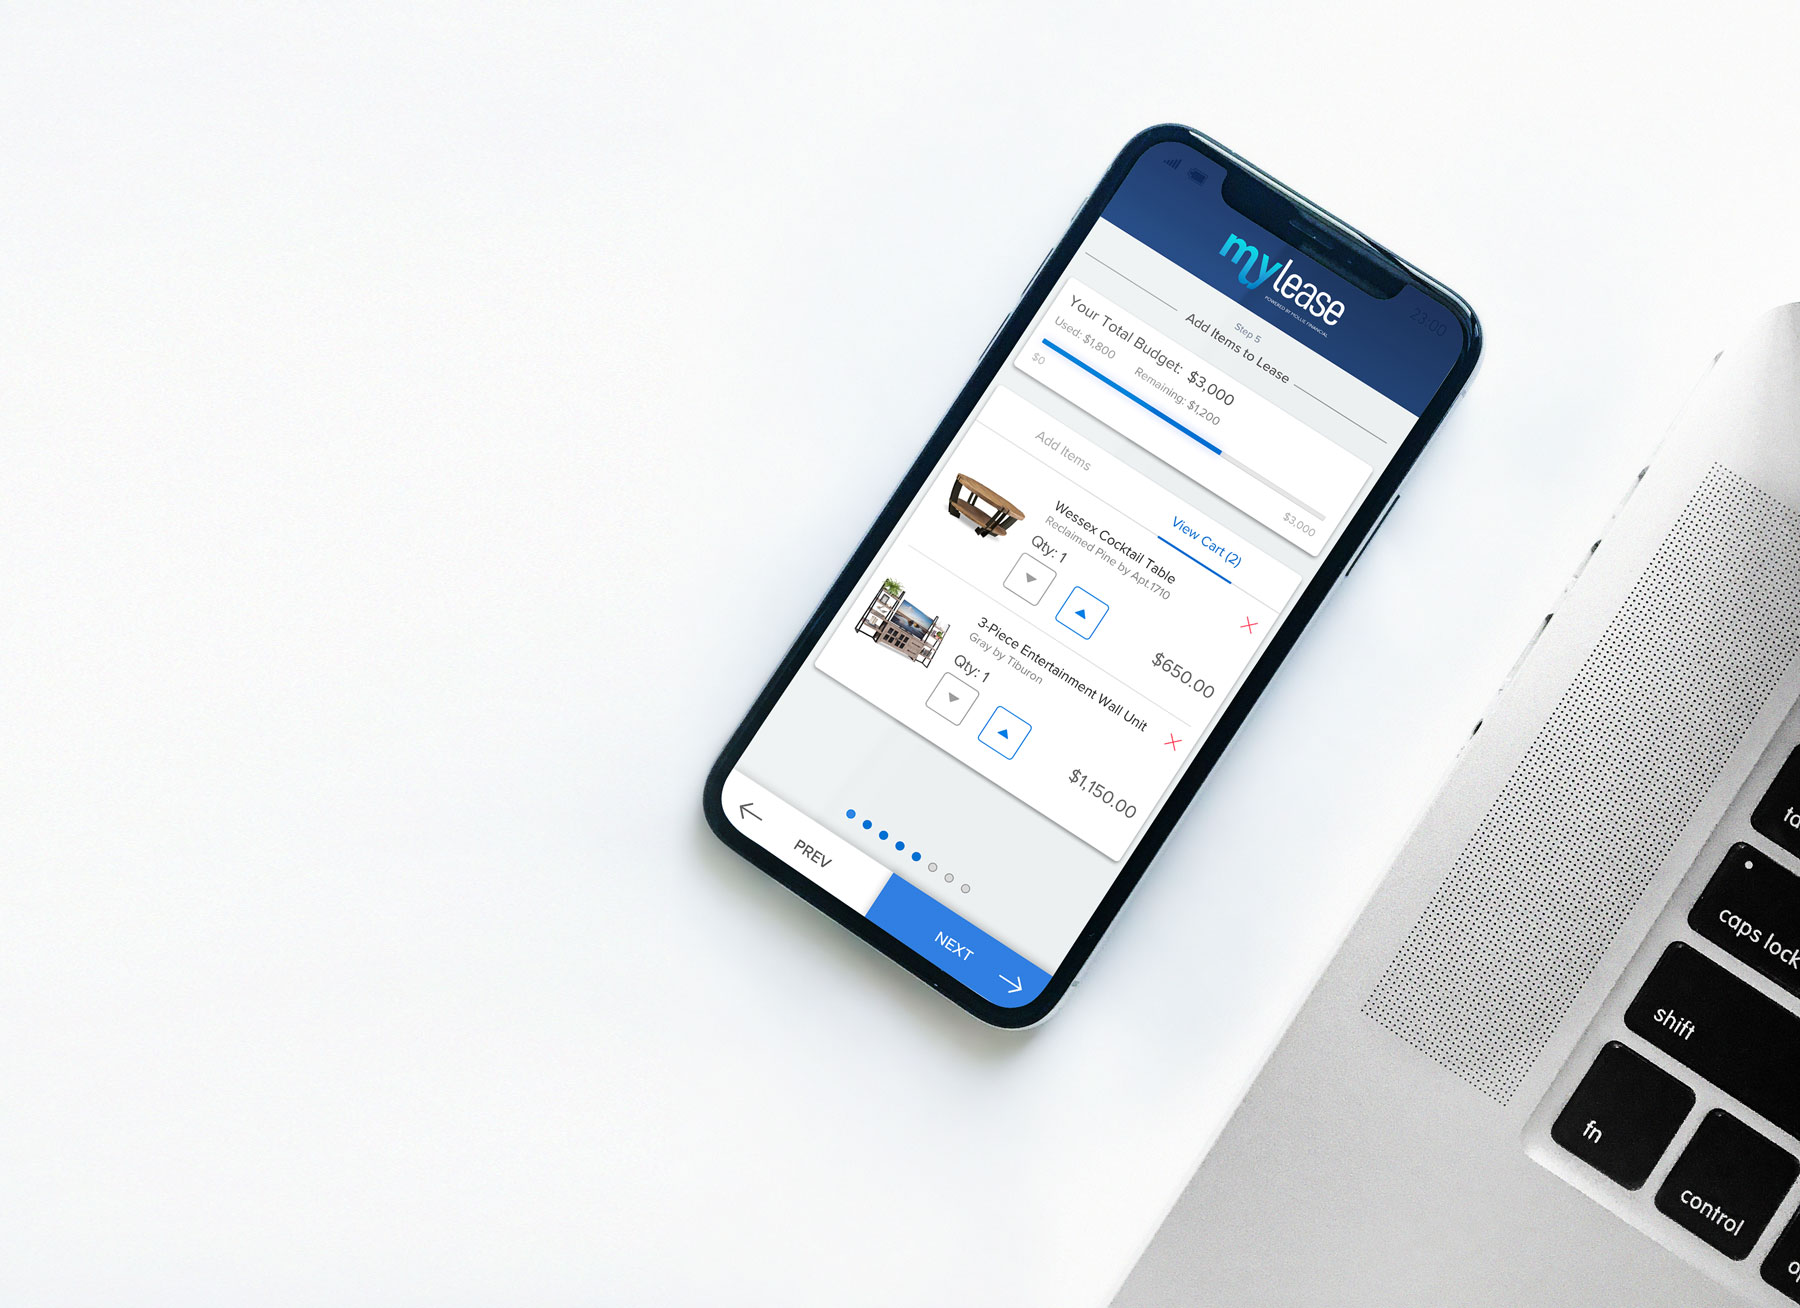 23:00
mylease
POWERED BY MOLLIE FINANCIAL
Step 5
Add Items to Lease
Your Total Budget: $3,000
Used: $1,800
Remaining: $1,200
$0
$3,000
Add Items
View Cart (2)
Wessex Cocktail Table
Reclaimed Pine by Apt.1710
Qty: 1
$650.00
3-Piece Entertainment Wall Unit
Gray by Tiburon
Qty: 1
$1,150.00
PREV
NEXT
ta
caps lock
shift
fn
control
op